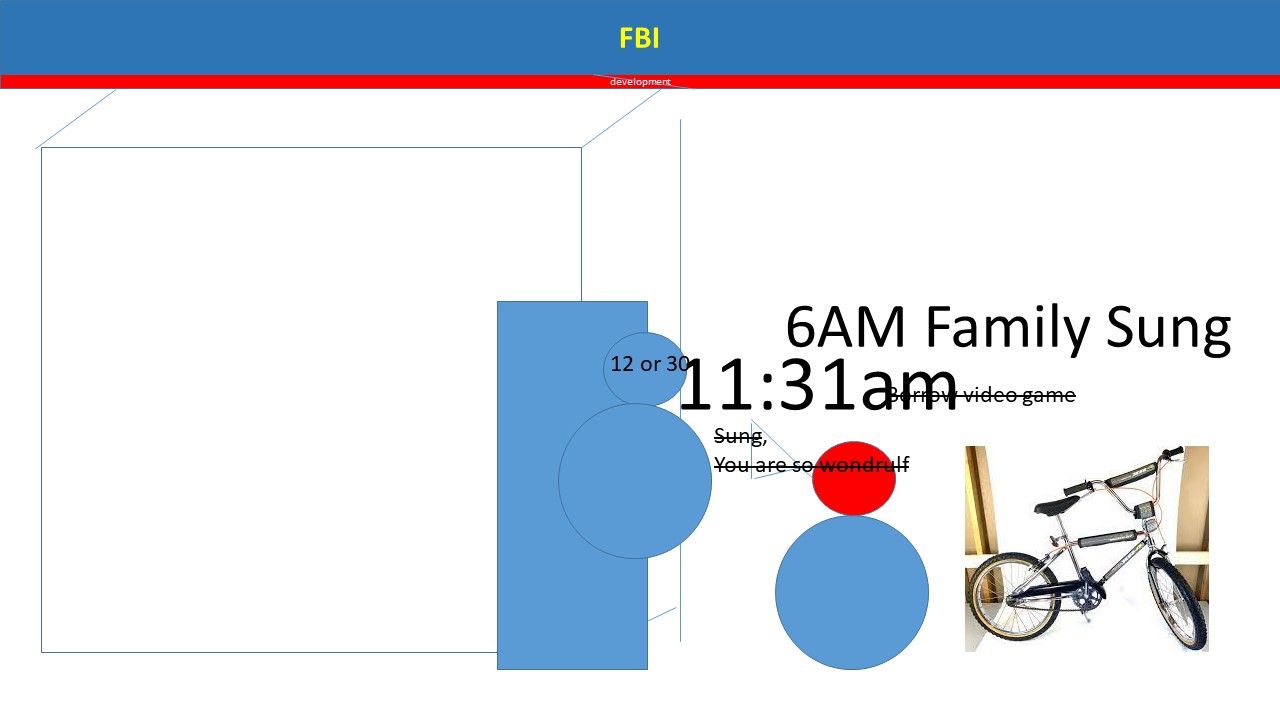 FBI
development
6AM Family Sung
12 or 30
11:31am
Borrow video game
Sung,
You are so wondrulf